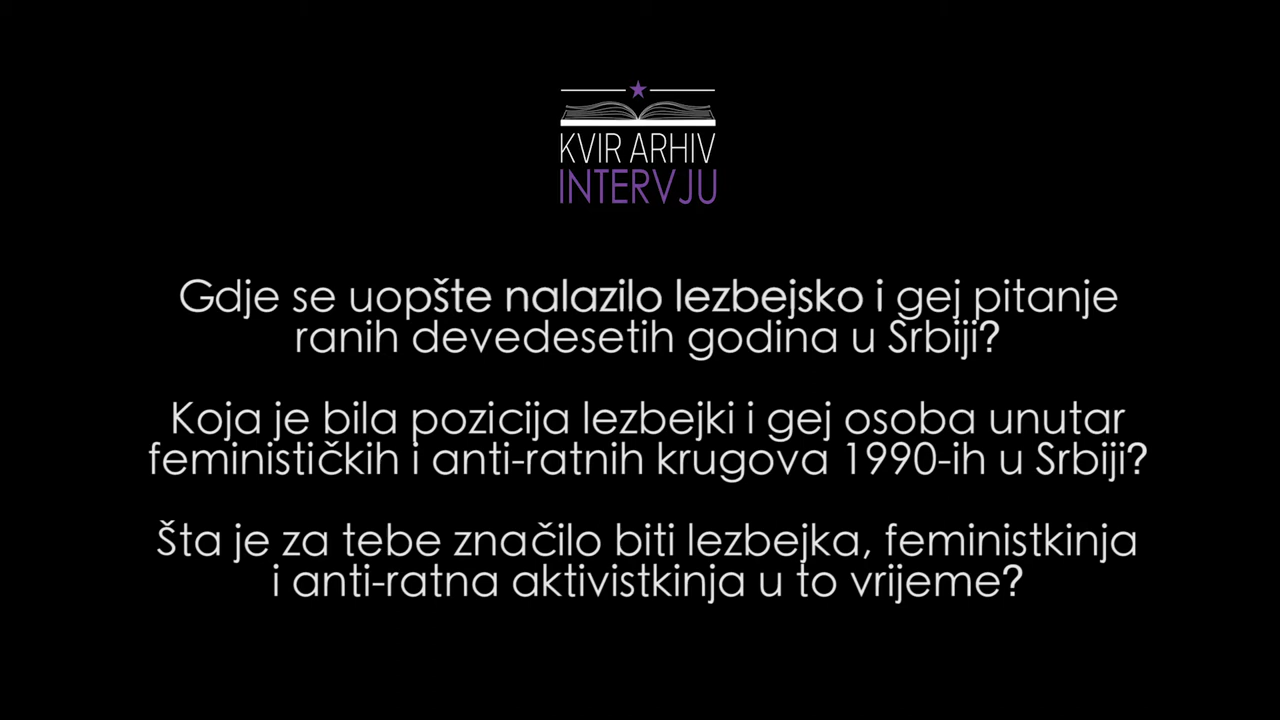 KVIR ARHIV
INTERVJU
Gdje se uopšte nalazilo lezbejsko i gej pitanje
ranih devedesetih godina u Srbiji?
Koja je bila pozicija lezbejki i gej osoba unutar
feminističkih i anti-ratnih krugova 1990-ih u Srbiji?
Šta je za tebe značilo biti lezbejka, feministkinja
i anti-ratna aktivistkinja u to vrijeme?